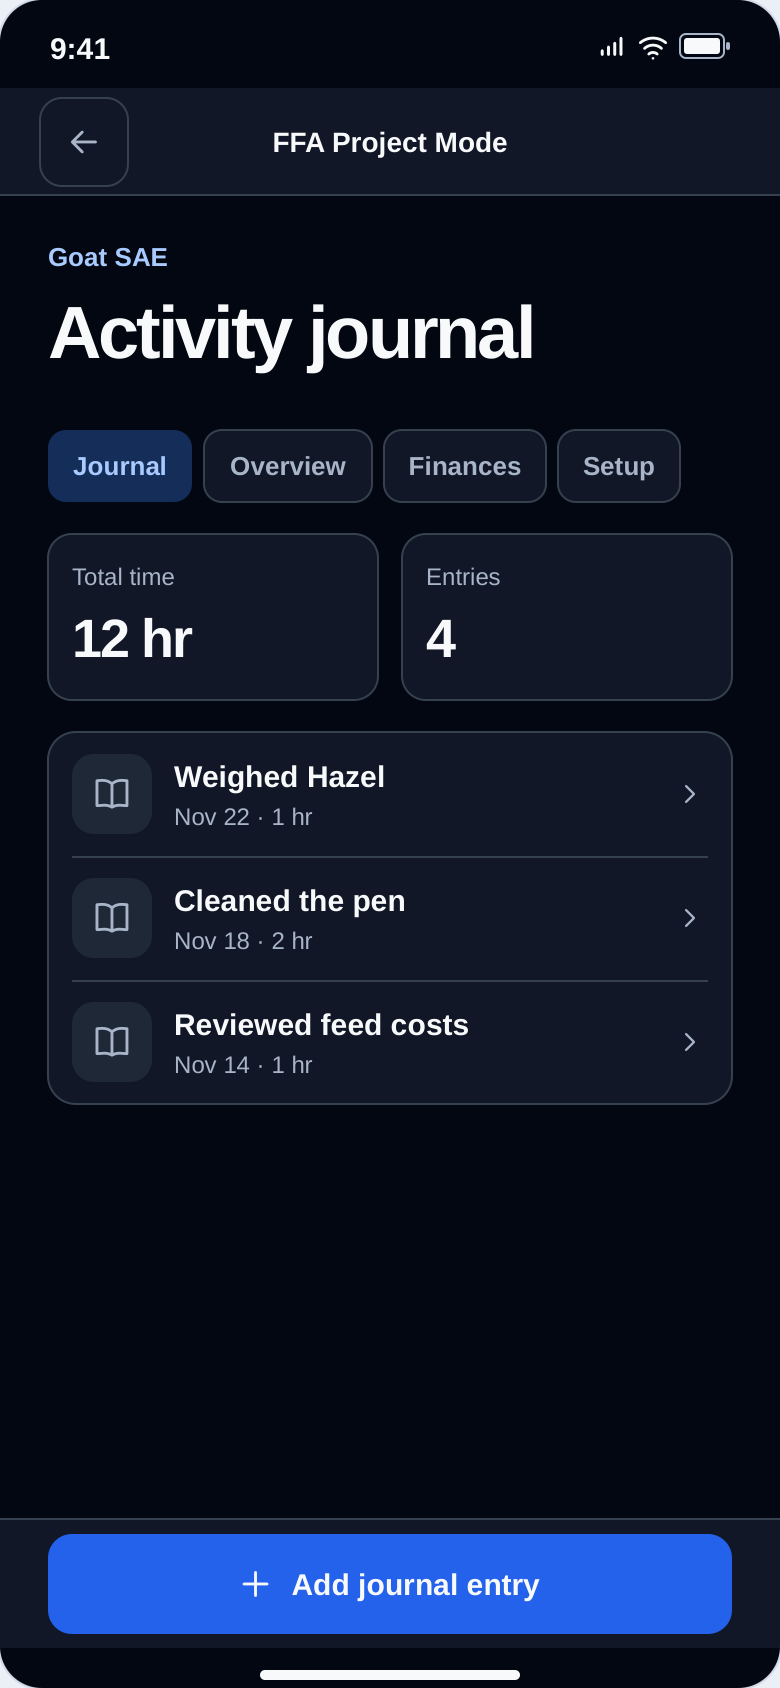 9:41
FFA Project Mode
Goat SAE
Activity journal
Journal Overview Finances Setup
Total time
12 hr
Entries
4
Weighed Hazel
Nov 22 · 1 hr
Cleaned the pen
Nov 18 · 2 hr
Reviewed feed costs
Nov 14 · 1 hr
Add journal entry